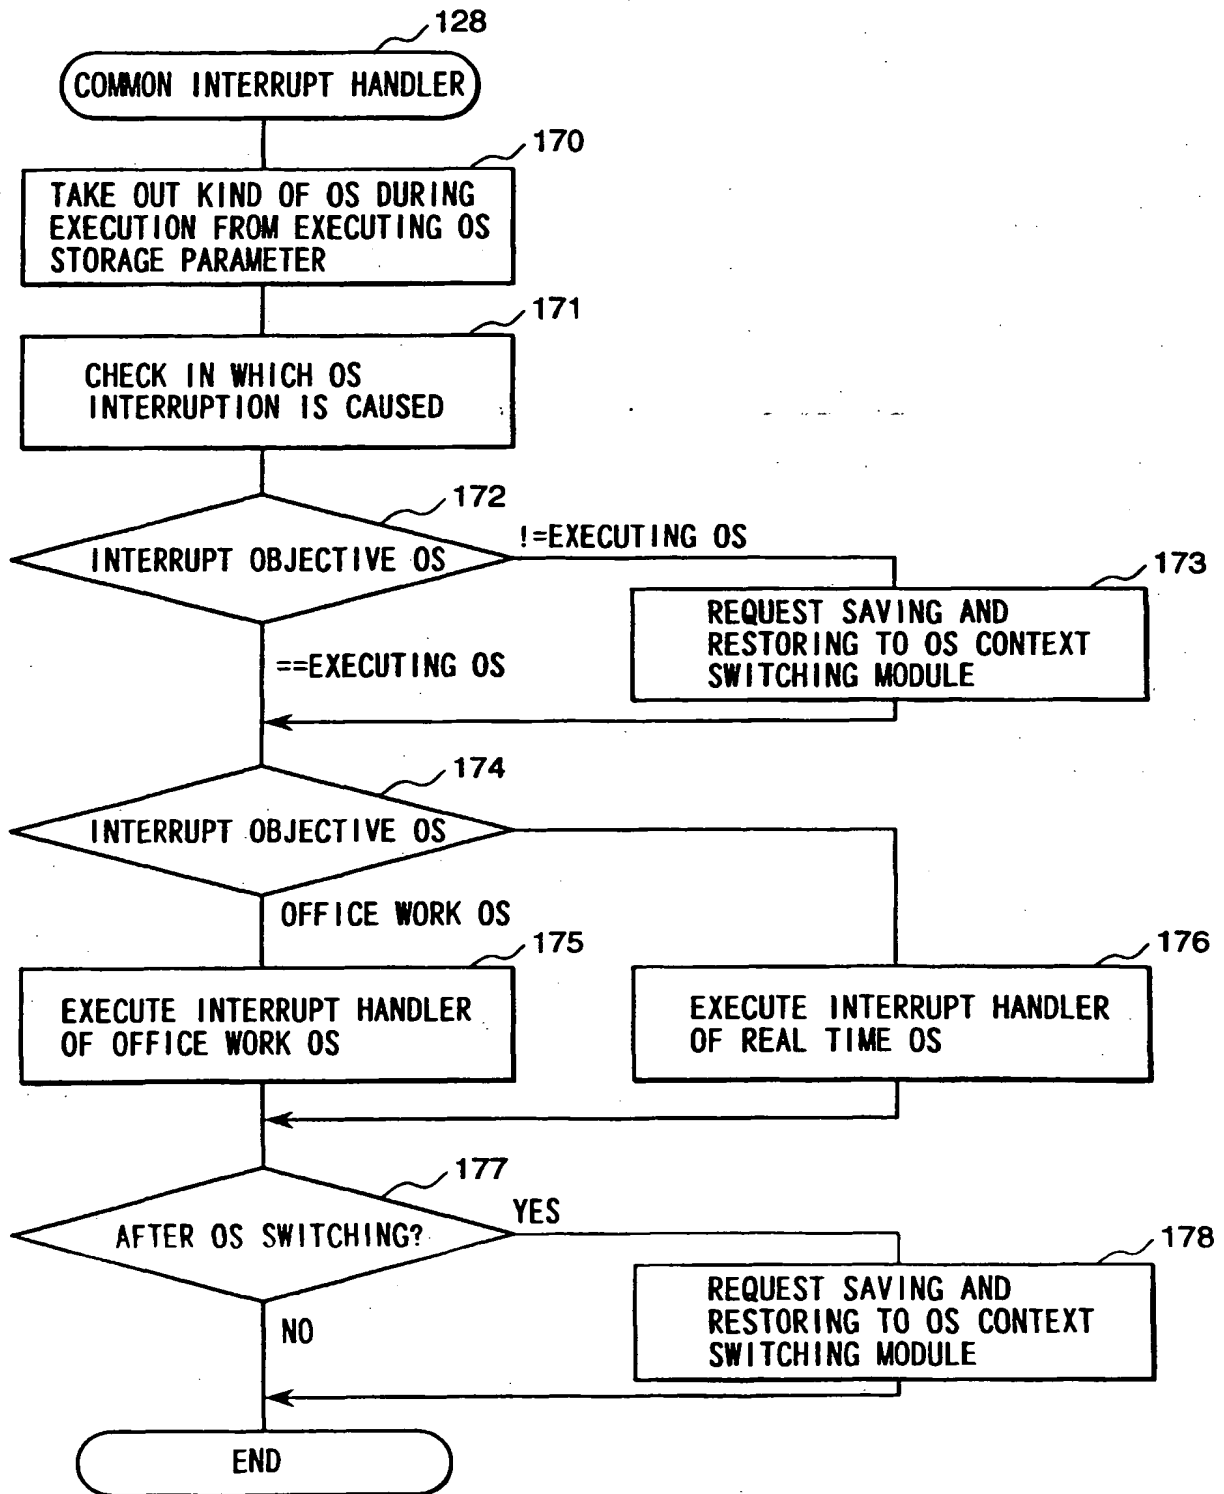 128
COMMON INTERRUPT HANDLER
170
TAKE OUT KIND OF OS DURING
EXECUTION FROM EXECUTING OS
STORAGE PARAMETER
171
CHECK IN WHICH OS
INTERRUPTION IS CAUSED
172
INTERRUPT OBJECTIVE OS
!=EXECUTING OS
173
REQUEST SAVING AND
RESTORING TO OS CONTEXT
SWITCHING MODULE
==EXECUTING OS
174
INTERRUPT OBJECTIVE OS
OFFICE WORK OS
175
EXECUTE INTERRUPT HANDLER
OF OFFICE WORK OS
176
EXECUTE INTERRUPT HANDLER
OF REAL TIME OS
177
AFTER OS SWITCHING?
YES
178
REQUEST SAVING AND
RESTORING TO OS CONTEXT
SWITCHING MODULE
NO
END